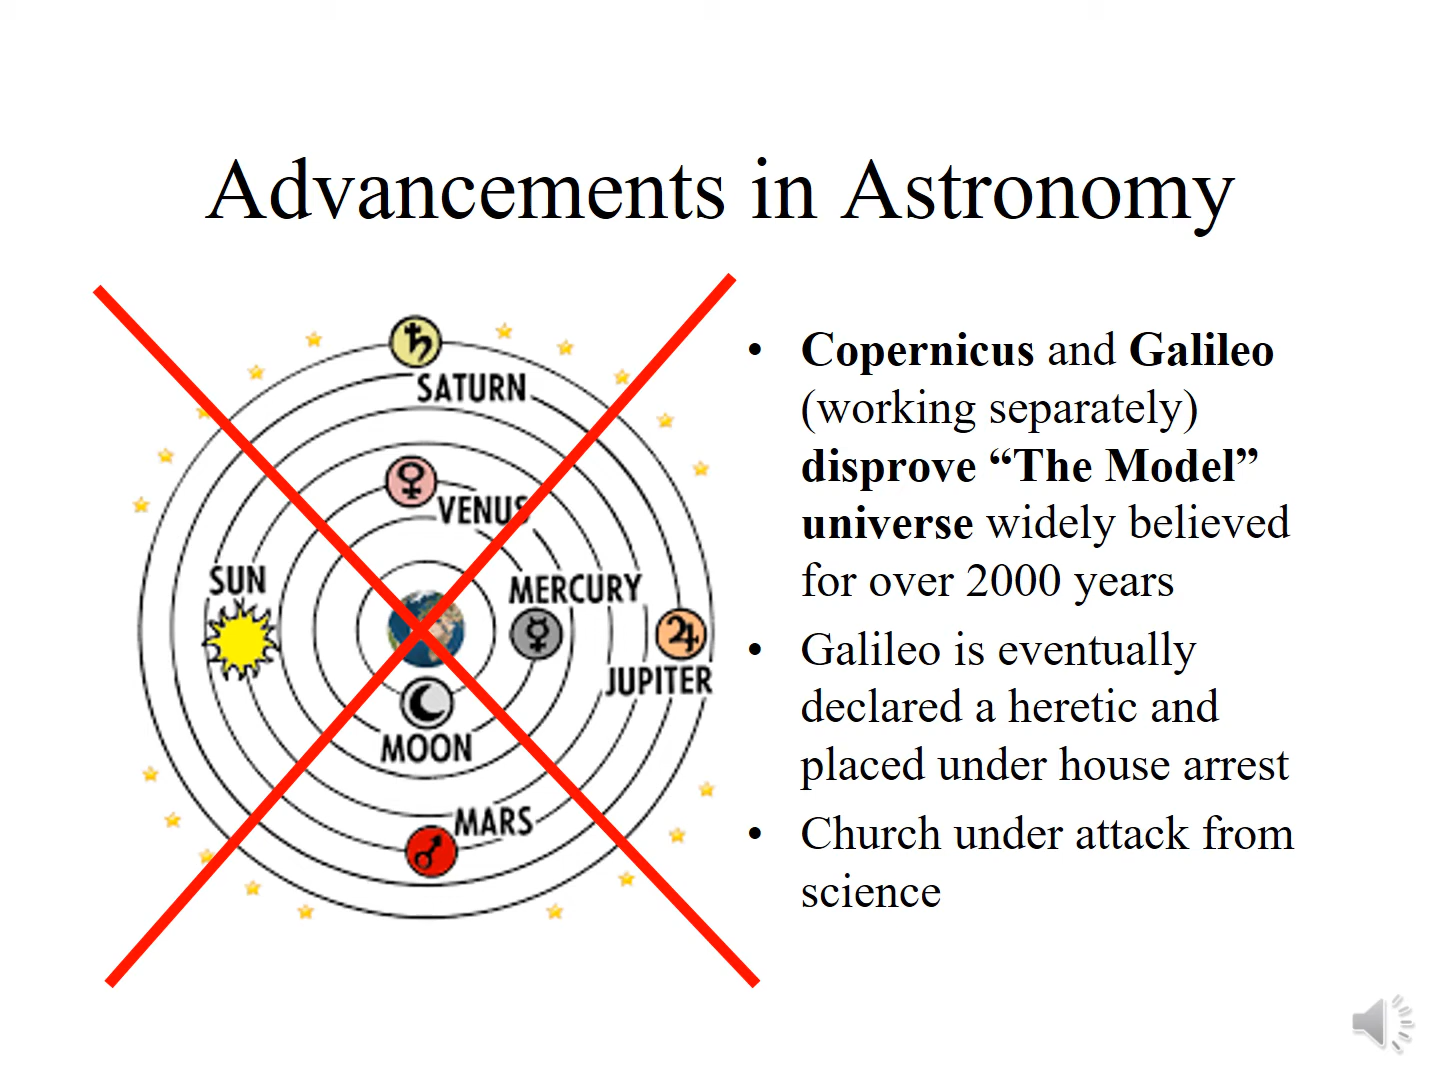 Advancements in Astronomy
SATURN
VENUS
SUN
MERCURY
JUPITER
MOON
MARS
• Copernicus and Galileo
(working separately)
disprove “The Model”
universe widely believed
for over 2000 years
• Galileo is eventually
declared a heretic and
placed under house arrest
• Church under attack from
science